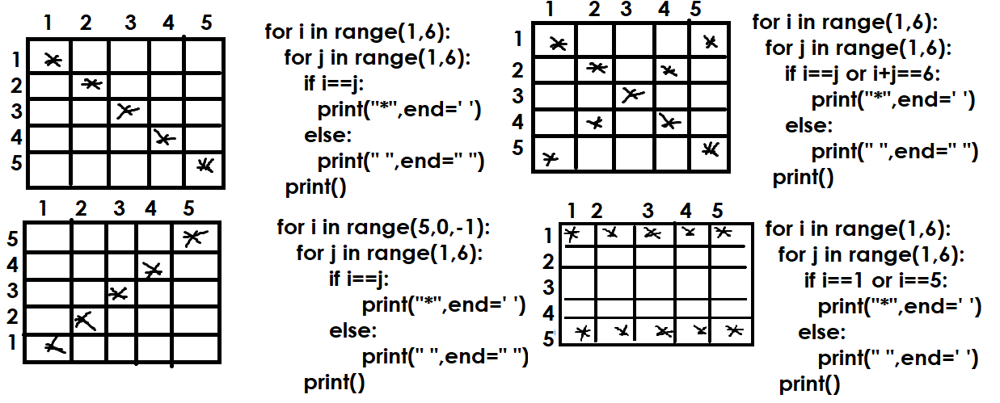 1 2 3 4 5
1
2
3
4
5
for i in range(1,6):
for j in range(1,6):
if i==j:
print("*",end=' ')
else:
print(" ",end=" ")
print()
1 2 3 4 5
1
2
3
4
5
for i in range(1,6):
for j in range(1,6):
if i==j or i+j==6:
print("*",end=' ')
else:
print(" ",end=" ")
print()
1 2 3 4 5
5
4
3
2
1
for i in range(5,0,-1):
for j in range(1,6):
if i==j:
print("*",end=' ')
else:
print(" ",end=" ")
print()
1 2 3 4 5
1
2
3
4
5
for i in range(1,6):
for j in range(1,6):
if i==1 or i==5:
print("*",end=' ')
else:
print(" ",end=' ')
print()